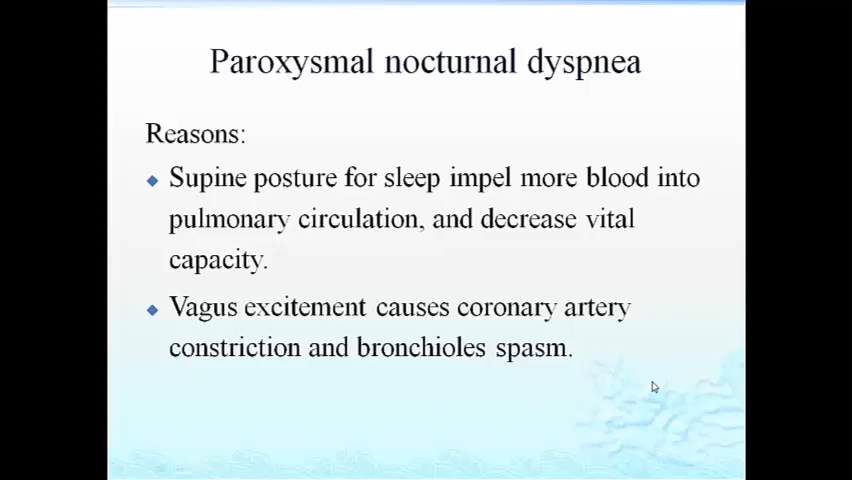 Paroxysmal nocturnal dyspnea
Reasons:
Supine posture for sleep impel more blood into
pulmonary circulation, and decrease vital
capacity.
Vagus excitement causes coronary artery
constriction and bronchioles spasm.